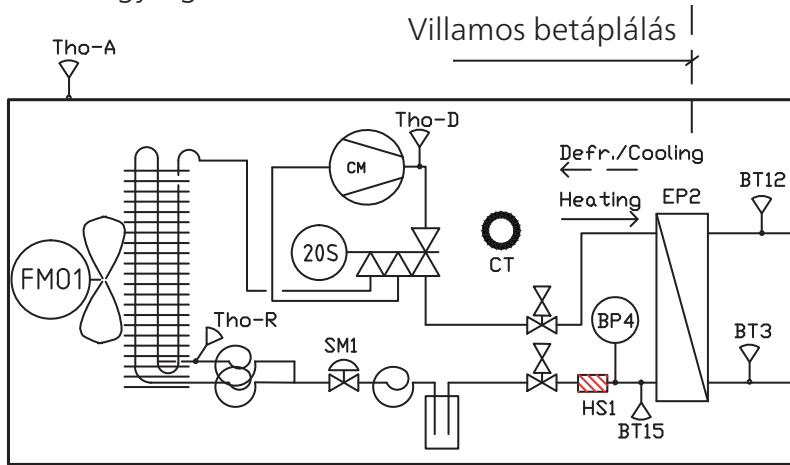 Villamos betáplálás
Tho-A
Tho-D
CM
Defr./Cooling
BT12
Heating
EP2
20S
CT
FM01
Tho-R
BP4
SM1
BT3
HS1
BT15